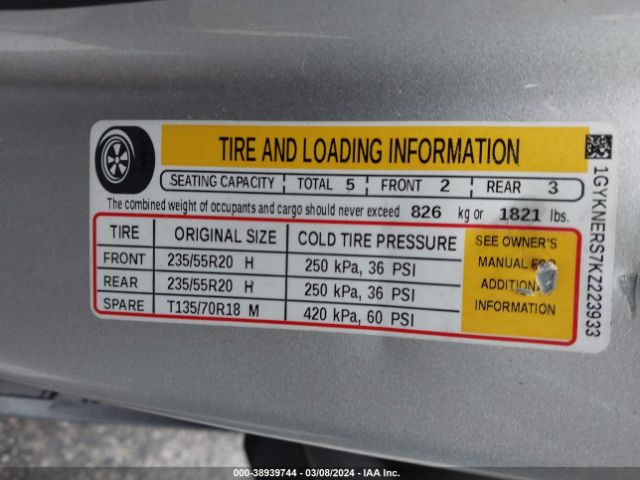 TIRE AND LOADING INFORMATION
SEATING CAPACITY TOTAL 5 FRONT 2 REAR 3
The combined weight of occupants and cargo should never exceed 826 kg or 1821 lbs.
TIRE ORIGINAL SIZE COLD TIRE PRESSURE
FRONT 235/55R20 H 250 kPa, 36 PSI
REAR 235/55R20 H 250 kPa, 36 PSI
SPARE T135/70R18 M 420 kPa, 60 PSI
SEE OWNER'S
MANUAL FOR
ADDITIONAL
INFORMATION
1GYKNERS7KZ223933
000-38939744 — 03/08/2024 — IAA Inc.